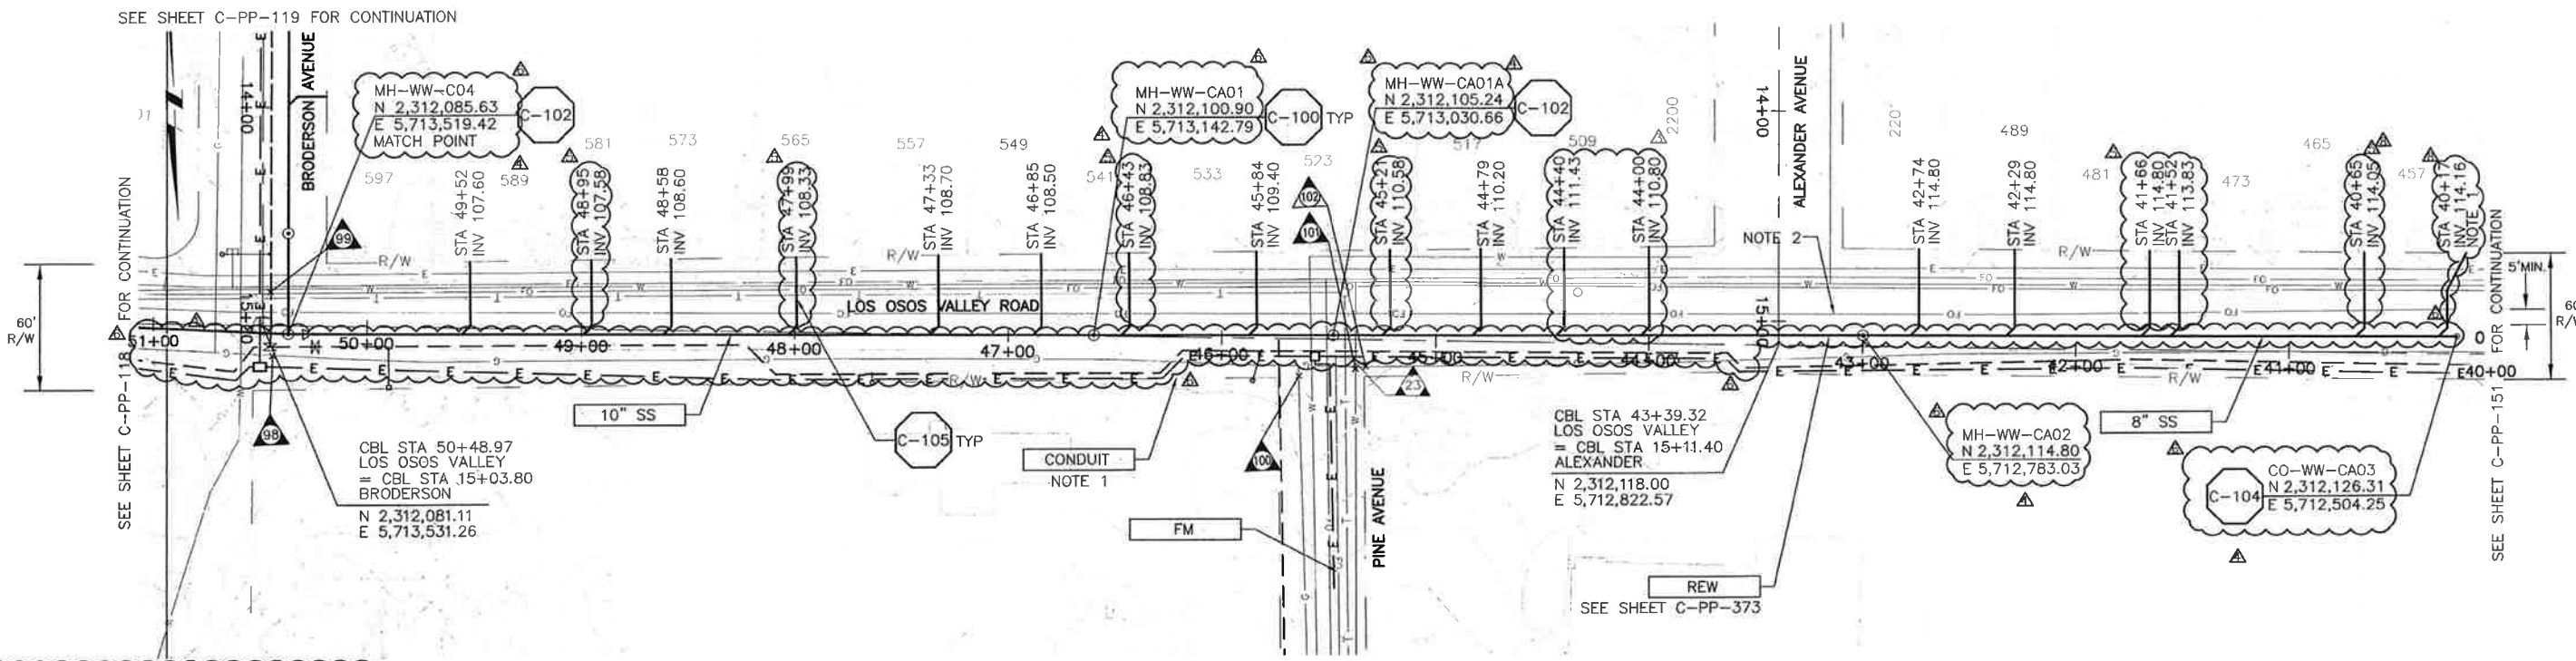 SEE SHEET C-PP-119 FOR CONTINUATION
BRODERSON AVENUE
14+00
MH-WW-C04
N 2,312,085.63
E 5,713,519.42
MATCH POINT
C-102
MH-WW-CA01
N 2,312,100.90
E 5,713,142.79
C-100 TYP
MH-WW-CA01A
N 2,312,105.24
E 5,713,030.66
C-102
14+00
ALEXANDER AVENUE
2200
597
589
581
573
565
557
549
541
533
523
517
509
489
481
473
465
457
STA 49+52
INV 107.60
STA 48+95
INV 107.58
STA 48+58
INV 108.60
STA 47+99
INV 108.33
STA 47+33
INV 108.70
STA 46+85
INV 108.50
STA 46+43
INV 108.83
STA 45+84
INV 109.40
STA 45+21
INV 110.58
STA 44+79
INV 110.20
STA 44+40
INV 111.43
STA 44+00
INV 110.80
STA 42+74
INV 114.80
STA 42+29
INV 114.80
STA 41+66
INV 114.80
STA 41+52
INV 113.83
STA 40+65
INV 114.05
STA 40+17
INV 114.16
NOTE 1
NOTE 2
99
102
101
R/W
R/W
R/W
R/W
LOS OSOS VALLEY ROAD
5'MIN.
60'
R/W
60'
R/W
SEE SHEET C-PP-118 FOR CONTINUATION
SEE SHEET C-PP-151 FOR CONTINUATION
15+00
15+00
51+00
50+00
49+00
48+00
47+00
46+00
45+00
44+00
43+00
42+00
41+00
40+00
R/W
R/W
R/W
98
23
100
10" SS
C-105 TYP
CONDUIT
NOTE 1
CBL STA 50+48.97
LOS OSOS VALLEY
= CBL STA 15+03.80
BRODERSON
N 2,312,081.11
E 5,713,531.26
FM
PINE AVENUE
CBL STA 43+39.32
LOS OSOS VALLEY
= CBL STA 15+11.40
ALEXANDER
N 2,312,118.00
E 5,712,822.57
REW
SEE SHEET C-PP-373
MH-WW-CA02
N 2,312,114.80
E 5,712,783.03
8" SS
C-104
CO-WW-CA03
N 2,312,126.31
E 5,712,504.25